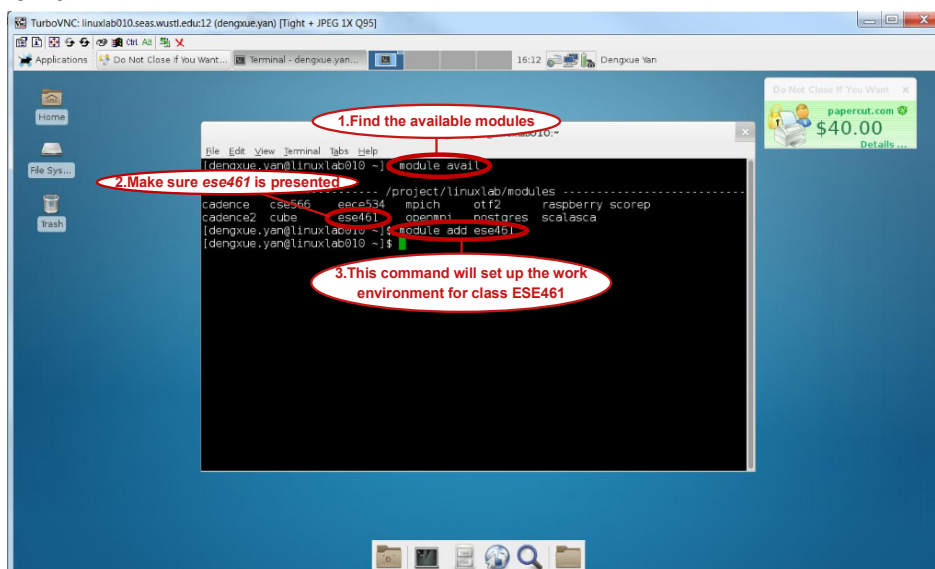 TurboVNC: linuxlab010.seas.wustl.edu:12 (dengxue.yan) [Tight + JPEG 1X Q95]
Ctrl Alt
Applications Do Not Close if You Want... Terminal - dengxue.yan... 16:12 Dengxue Yan
Do Not Close If You Want X
papercut.com
$40.00
Details ...
Home
File Sys...
Trash
1.Find the available modules
File Edit View Terminal Tabs Help
[dengxue.yan@linuxlab010 ~]$ module avail
2.Make sure ese461 is presented
------------ /project/linuxlab/modules -------------------------
cadence cse566 eece534 mpich otf2 raspberry scorep
cadence2 cube ese461 openmpi postgres scalasca
[dengxue.yan@linuxlab010 ~]$ module add ese461
[dengxue.yan@linuxlab010 ~]$
3.This command will set up the work
environment for class ESE461